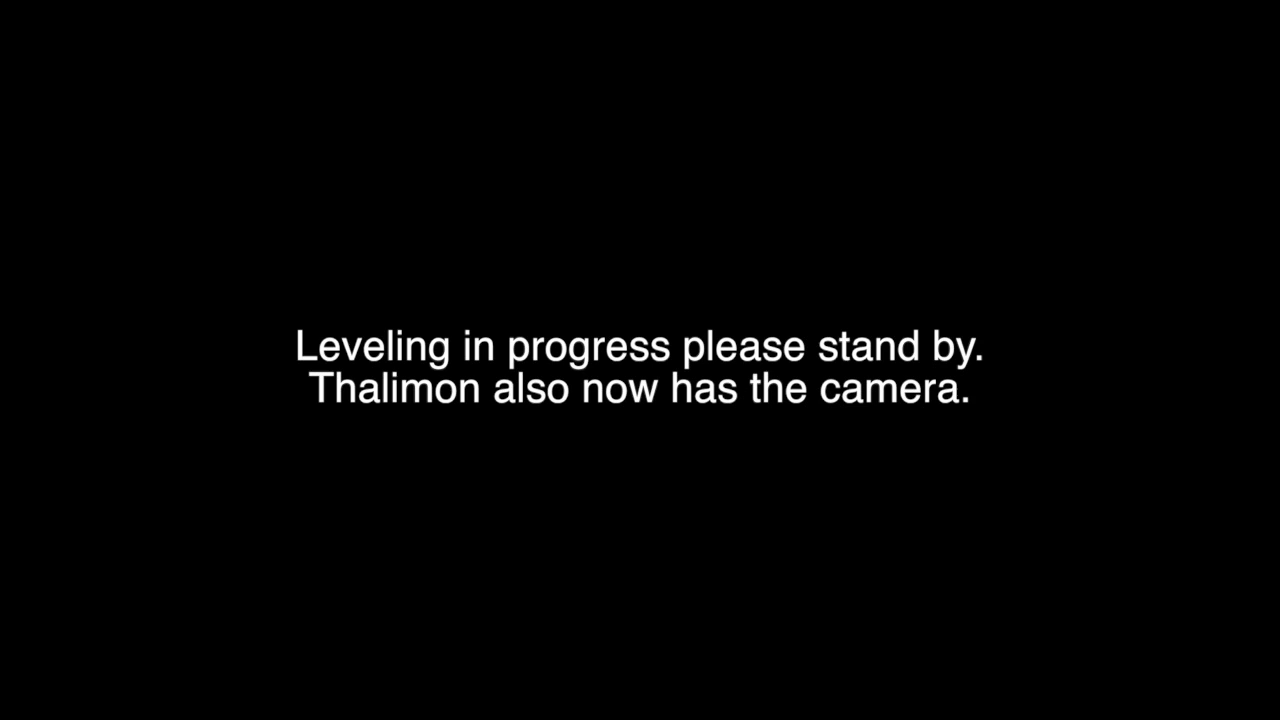 Leveling in progress please stand by.
Thalimon also now has the camera.